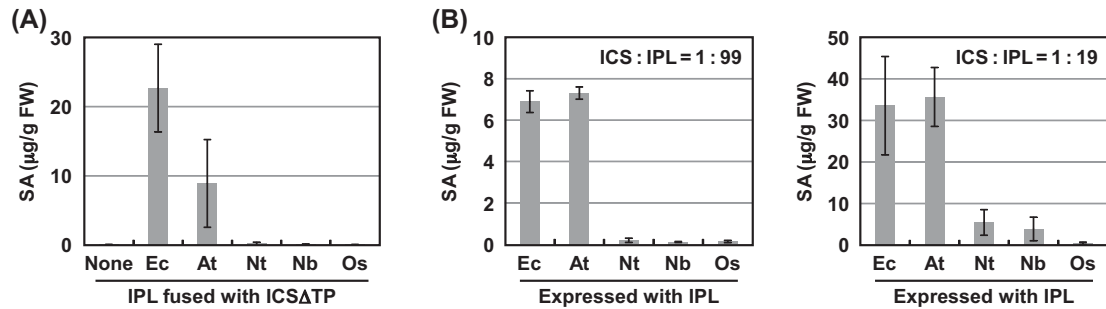 (A)
SA (μg/g FW)
30
20
10
0
None Ec At Nt Nb Os
IPL fused with ICSΔTP
(B)
SA (μg/g FW)
10
8
6
4
2
0
ICS : IPL = 1 : 99
Ec At Nt Nb Os
Expressed with IPL
SA (μg/g FW)
50
40
30
20
10
0
ICS : IPL = 1 : 19
Ec At Nt Nb Os
Expressed with IPL